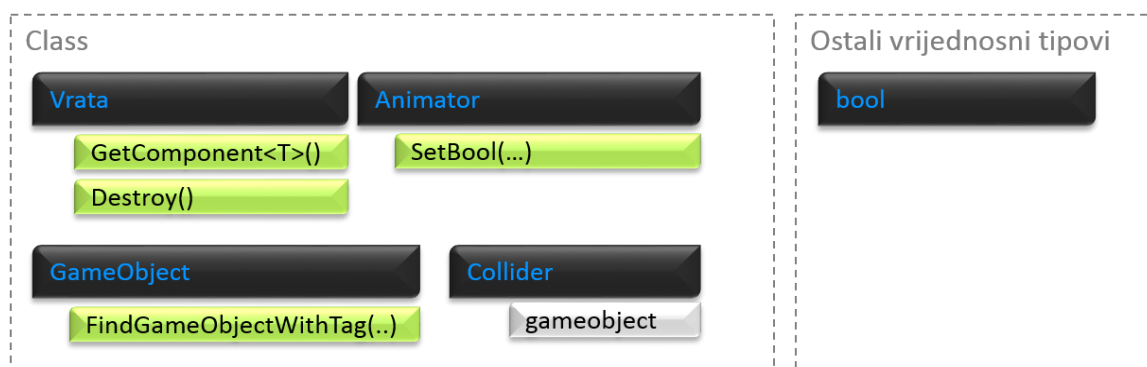 Class
Vrata
GetComponent<T>()
Destroy()
Animator
SetBool(...)
GameObject
FindGameObjectWithTag(..)
Collider
gameobject
Ostali vrijednosni tipovi
bool